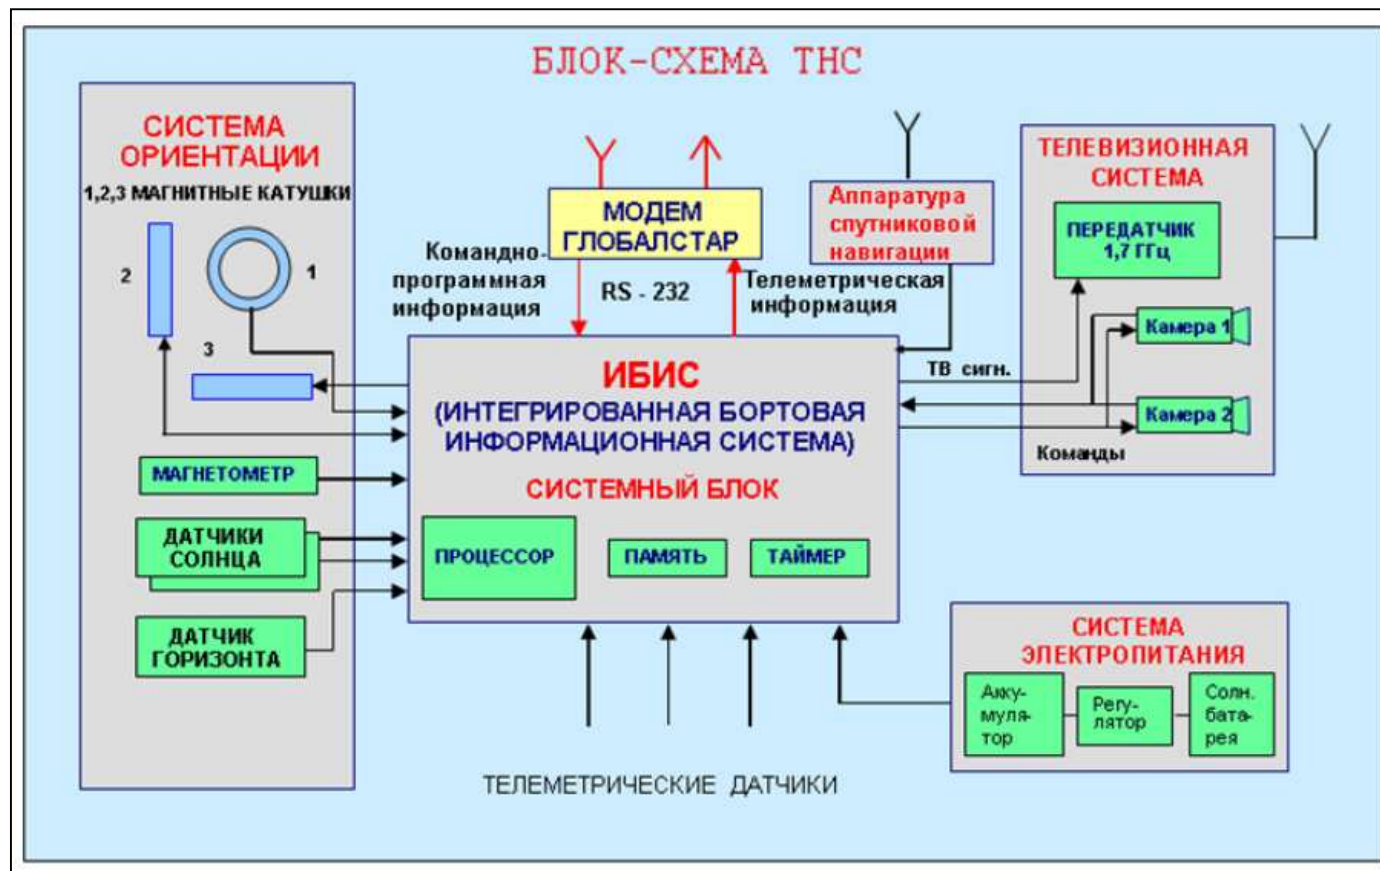 БЛОК-СХЕМА ТНС
СИСТЕМА
ОРИЕНТАЦИИ
1,2,3 МАГНИТНЫЕ КАТУШКИ
2
1
3
МАГНЕТОМЕТР
ДАТЧИКИ
СОЛНЦА
ДАТЧИК
ГОРИЗОНТА
МОДЕМ
ГЛОБАЛСТАР
Командно-
программная
информация
RS - 232
Телеметрическая
информация
Аппаратура
спутниковой
навигации
ИБИС
(ИНТЕГРИРОВАННАЯ БОРТОВАЯ
ИНФОРМАЦИОННАЯ СИСТЕМА)
СИСТЕМНЫЙ БЛОК
ПРОЦЕССОР
ПАМЯТЬ
ТАЙМЕР
ТЕЛЕВИЗИОННАЯ
СИСТЕМА
ПЕРЕДАТЧИК
1,7 ГГц
Камера 1
ТВ сигн.
Камера 2
Команды
СИСТЕМА
ЭЛЕКТРОПИТАНИЯ
Акку-
муля-
тор
Регу-
лятор
Солн.
бата-
рея
ТЕЛЕМЕТРИЧЕСКИЕ ДАТЧИКИ